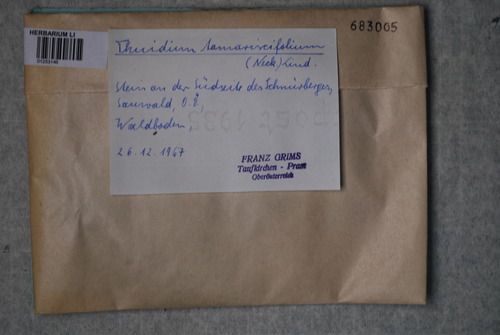 HERBARIUM LI
683005
Thuidium tamariscifolium
(Neck) Lind.
Stein an der Südseite des Schnürberges,
Sauwald, O.Ö.,
Waldboden,
26.12.1967
FRANZ GRIMS
Taufkirchen - Pram
Oberösterreich